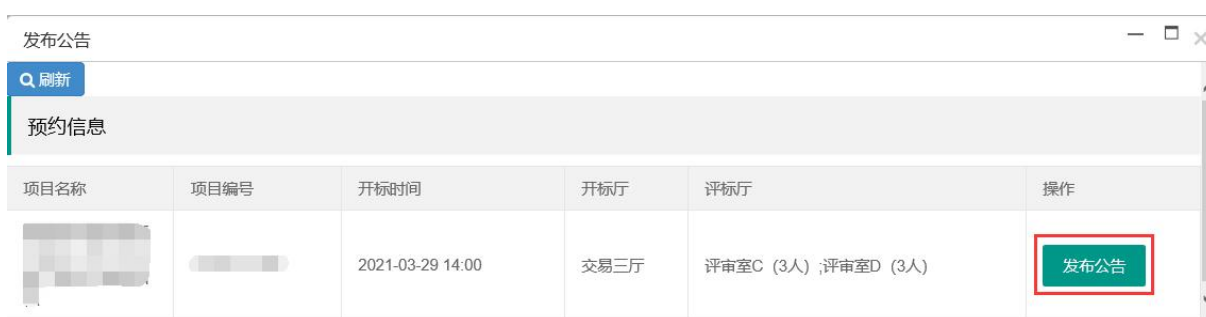 发布公告
刷新
预约信息
项目名称 项目编号 开标时间 开标厅 评标厅 操作
2021-03-29 14:00 交易三厅 评审室C（3人）;评审室D（3人） 发布公告